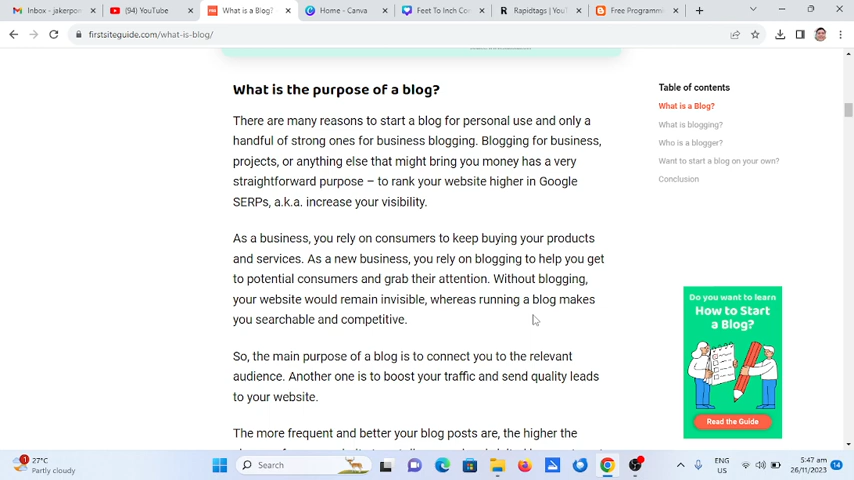 Inbox - jakerpon
(94) YouTube
What is a Blog?
Home - Canva
Feet To Inch Con
Rapidtags | YouT
Free Programmi
firstsiteguide.com/what-is-blog/
What is the purpose of a blog?
There are many reasons to start a blog for personal use and only a
handful of strong ones for business blogging. Blogging for business,
projects, or anything else that might bring you money has a very
straightforward purpose – to rank your website higher in Google
SERPs, a.k.a. increase your visibility.
As a business, you rely on consumers to keep buying your products
and services. As a new business, you rely on blogging to help you get
to potential consumers and grab their attention. Without blogging,
your website would remain invisible, whereas running a blog makes
you searchable and competitive.
So, the main purpose of a blog is to connect you to the relevant
audience. Another one is to boost your traffic and send quality leads
to your website.
The more frequent and better your blog posts are, the higher the
Table of contents
What is a Blog?
What is blogging?
Who is a blogger?
Want to start a blog on your own?
Conclusion
Do you want to learn
How to Start
a Blog?
Read the Guide
1
27°C
Partly cloudy
Search
ENG
US
5:47 am
26/11/2023
14